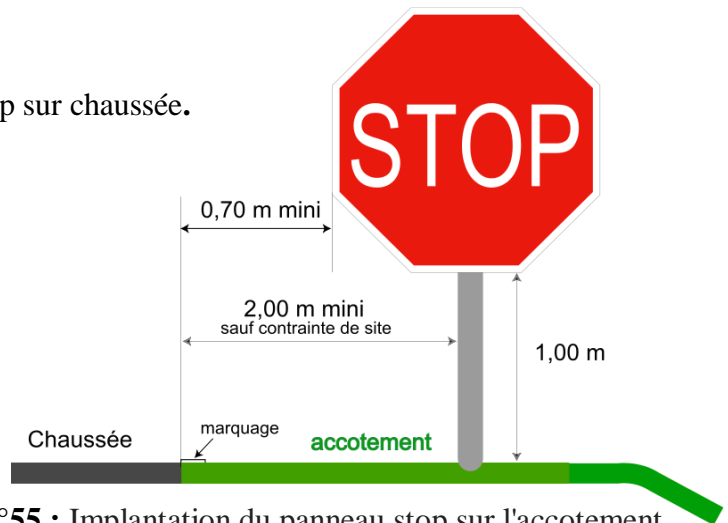 p sur chaussée.
STOP
0,70 m mini
2,00 m mini
sauf contrainte de site
1,00 m
Chaussée
marquage
accotement
°55 : Implantation du panneau stop sur l'accotement